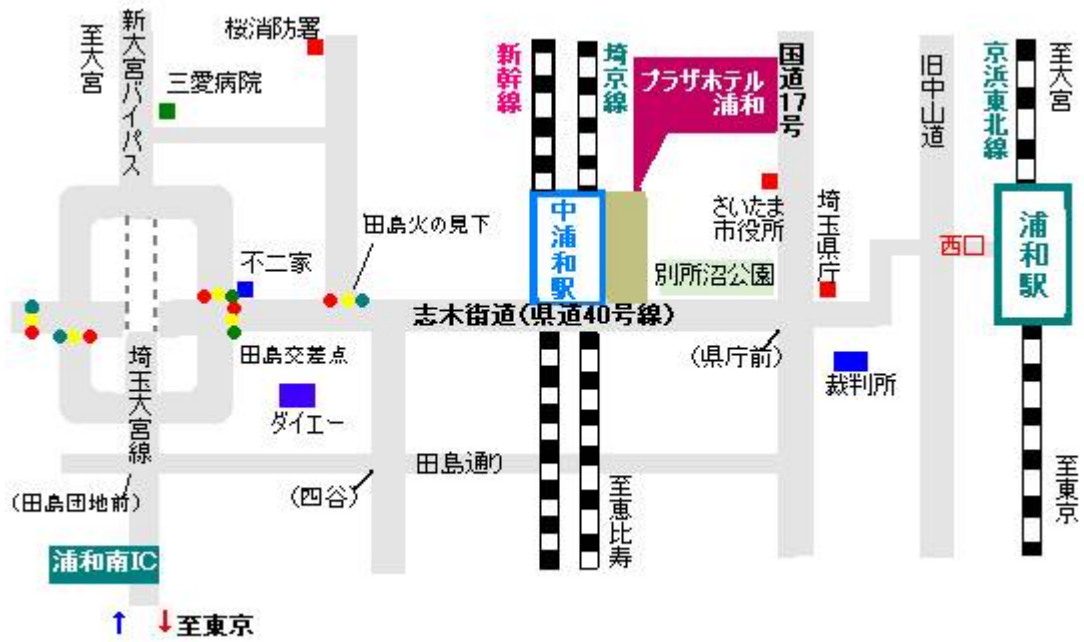 至大宮
新大宮バイパス
桜消防署
三愛病院
新幹線
埼京線
プラザホテル
浦和
国道17号
旧中山道
京浜東北線
至大宮
田島火の見下
不二家
中浦和駅
さいたま
市役所
埼玉県庁
西口
浦和駅
別所沼公園
志木街道(県道40号線)
田島交差点
埼玉大宮線
(県庁前)
裁判所
ダイエー
田島通り
(四谷)
(田島団地前)
至恵比寿
至東京
浦和南IC
↑ ↓至東京